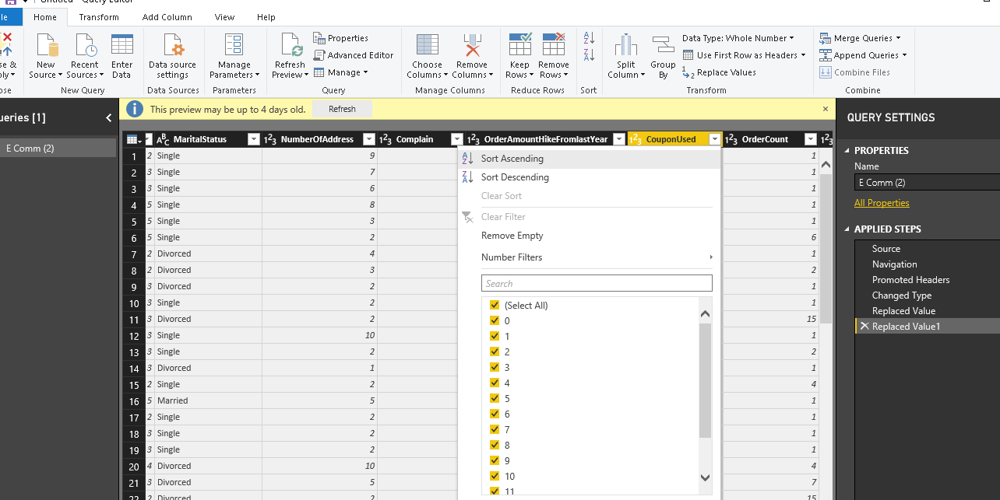 Untitled - Query Editor
Home Transform Add Column View Help
New Source
Recent Sources
Enter Data
New Query
Data source settings
Data Sources
Manage Parameters
Parameters
Refresh Preview
Properties
Advanced Editor
Manage
Query
Choose Columns
Remove Columns
Manage Columns
Keep Rows
Remove Rows
Reduce Rows
Sort
Split Column
Group By
Data Type: Whole Number
Use First Row as Headers
Replace Values
Transform
Merge Queries
Append Queries
Combine Files
Combine
ueries [1]
E Comm (2)
This preview may be up to 4 days old. Refresh
MaritalStatus NumberOfAddress Complain OrderAmountHikeFromlastYear CouponUsed OrderCount
1 2 Single 9 1
2 3 Single 7 1
3 3 Single 6 1
4 5 Single 8 1
5 5 Single 3 1
6 5 Single 2 6
7 2 Divorced 4 1
8 2 Divorced 3 2
9 3 Divorced 2 1
10 3 Single 2 1
11 3 Divorced 2 15
12 3 Single 10 1
13 3 Single 2 2
14 3 Divorced 1 1
15 2 Single 2 4
16 5 Married 5 1
17 2 Single 2 1
18 3 Single 2 1
19 3 Single 2 1
20 4 Divorced 10 4
21 3 Divorced 5 7
22 2 Divorced 2 15
Sort Ascending
Sort Descending
Clear Sort
Clear Filter
Remove Empty
Number Filters
Search
(Select All)
0
1
2
3
4
5
6
7
8
9
10
11
QUERY SETTINGS
PROPERTIES
Name
E Comm (2)
All Properties
APPLIED STEPS
Source
Navigation
Promoted Headers
Changed Type
Replaced Value
Replaced Value1